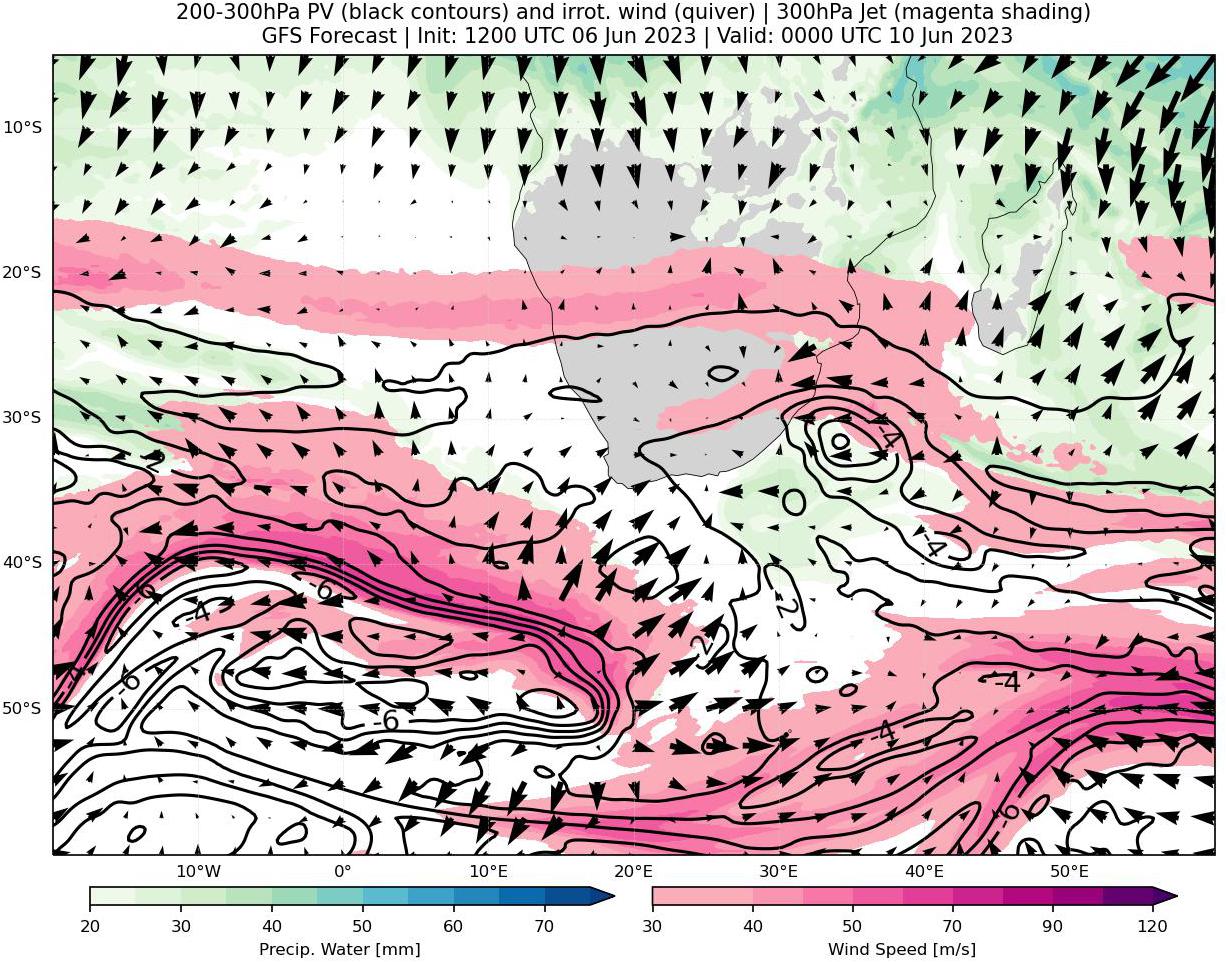 200-300hPa PV (black contours) and irrot. wind (quiver) | 300hPa Jet (magenta shading)
GFS Forecast | Init: 1200 UTC 06 Jun 2023 | Valid: 0000 UTC 10 Jun 2023
10°S
20°S
30°S
40°S
50°S
-2
-4
-4
-6
-6
-4
-2
-2
-6
-4
-4
-6
-4
-6
10°W 0° 10°E 20°E 30°E 40°E 50°E
20 30 40 50 60 70
Precip. Water [mm]
30 40 50 70 90 120
Wind Speed [m/s]